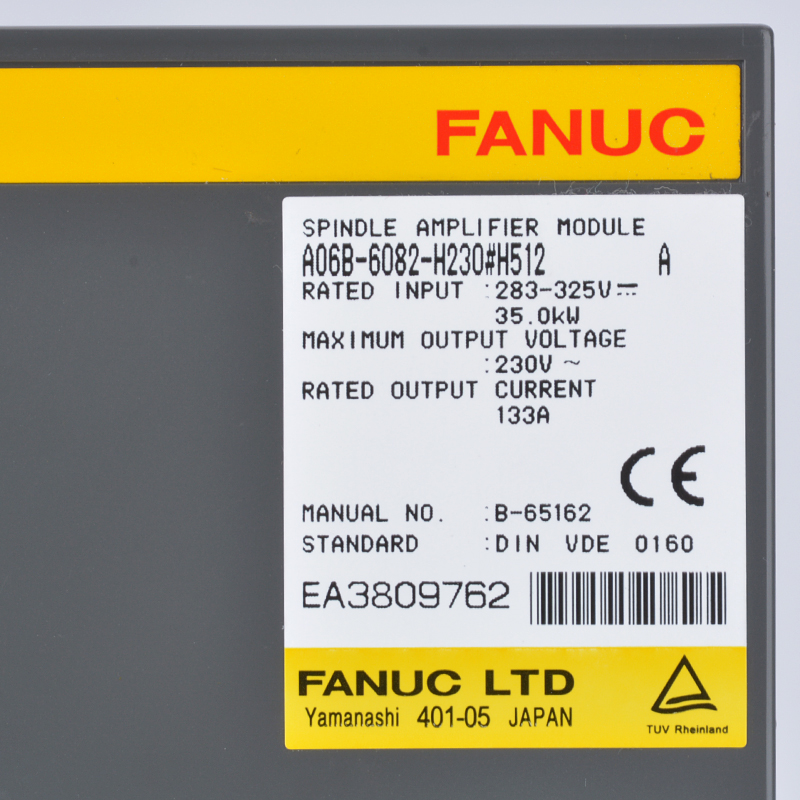 FANUC
SPINDLE AMPLIFIER MODULE
A06B-6082-H230#H512 A
RATED INPUT :283-325V⎓
35.0kW
MAXIMUM OUTPUT VOLTAGE
:230V ~
RATED OUTPUT CURRENT
133A
CE
MANUAL NO. :B-65162
STANDARD :DIN VDE 0160
EA3809762
FANUC LTD
Yamanashi 401-05 JAPAN
TUV Rheinland